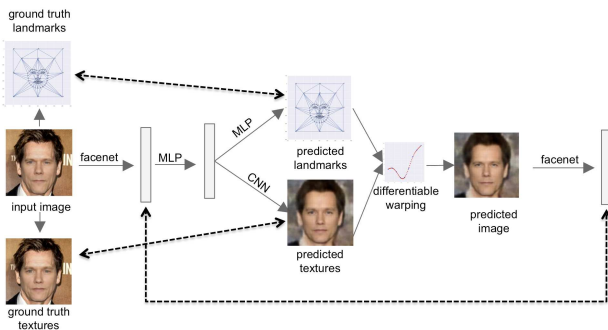 ground truth
landmarks
facenet
MLP
MLP
CNN
input image
predicted
landmarks
differentiable
warping
facenet
predicted
image
predicted
textures
ground truth
textures